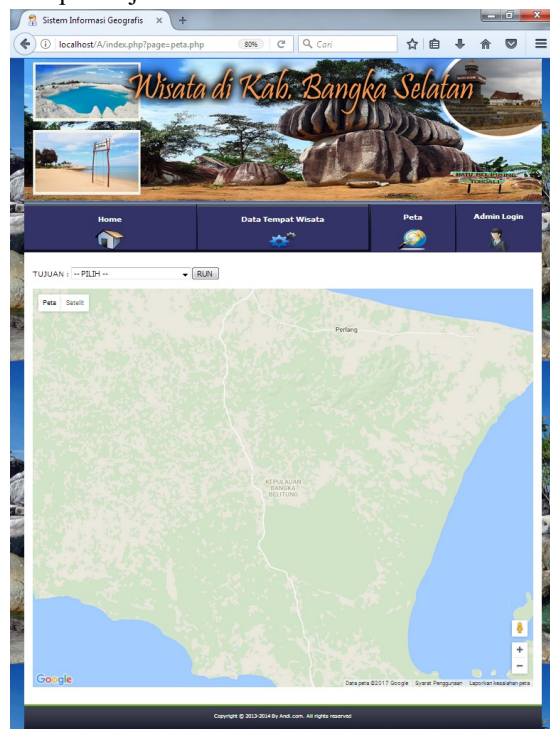 Sistem Informasi Geografis
localhost/A/index.php?page=peta.php
80%
Cari
Wisata di Kab. Bangka Selatan
Home
Data Tempat Wisata
Peta
Admin Login
TUJUAN : -- PILIH --
RUN
Peta Satelit
Perlang
KEPULAUAN
BANGKA
BELITUNG
Google
Data peta ©2017 Google Syarat Penggunaan Laporkan kesalahan peta
Copyright © 2013-2014 By Andi.com. All rights reserved